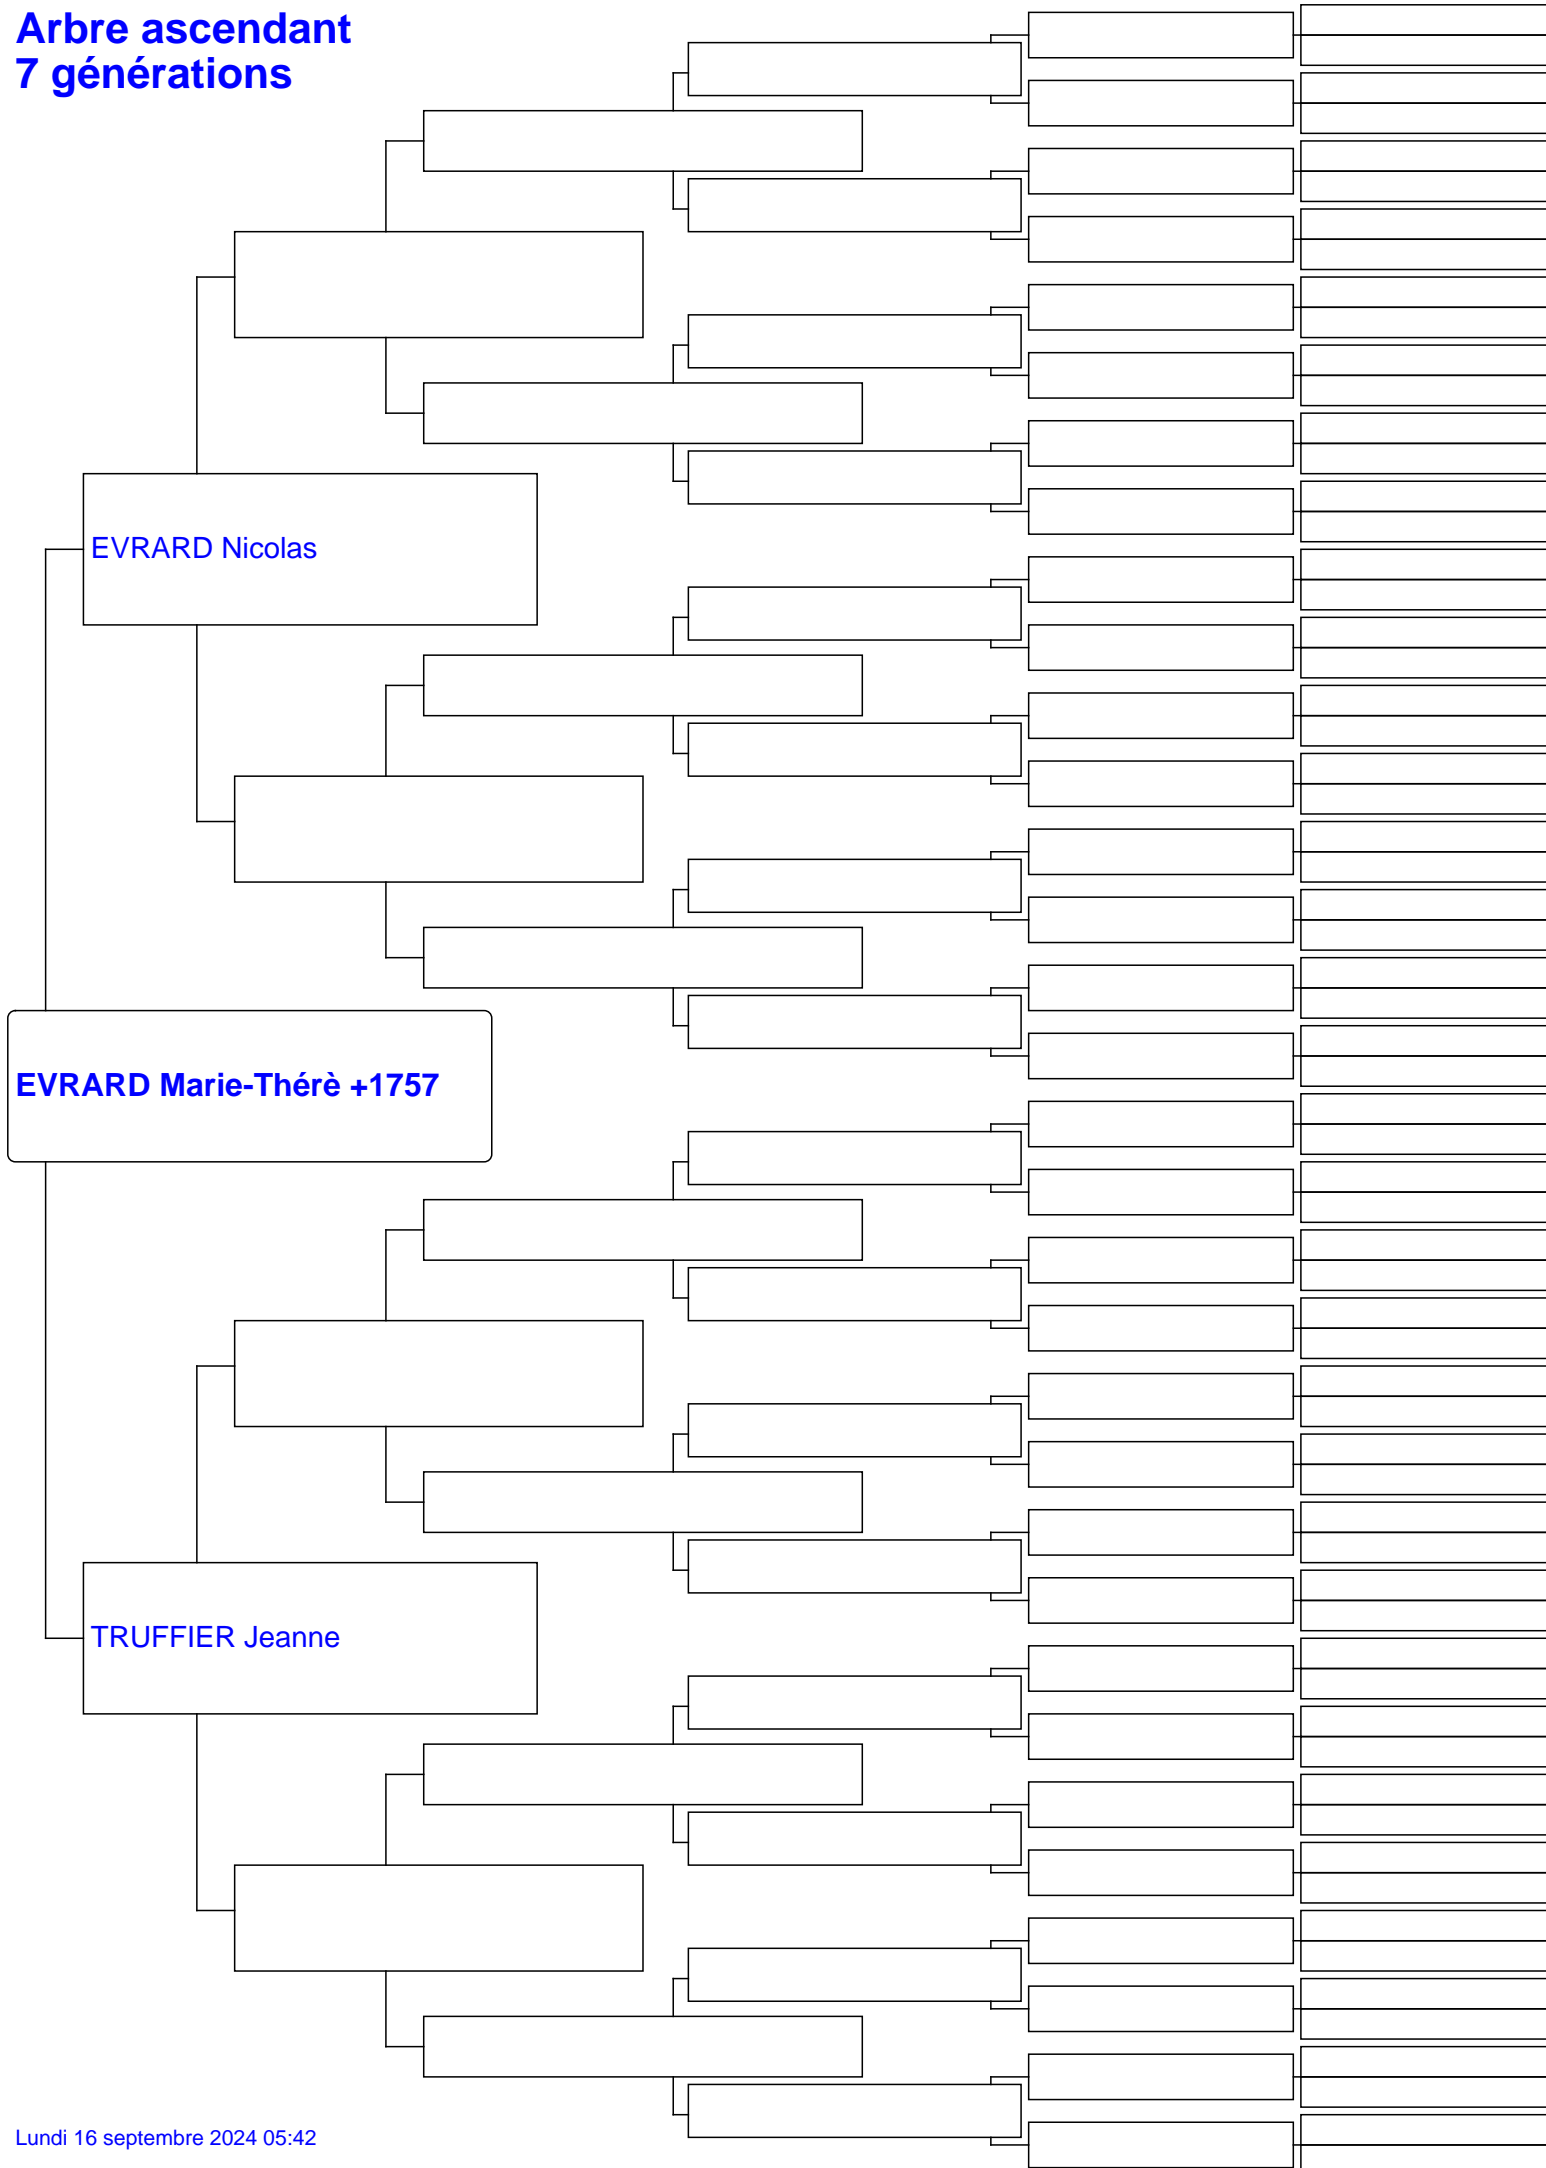 Arbre ascendant
7 générations
EVRARD Nicolas
EVRARD Marie-Thérè +1757
TRUFFIER Jeanne
Lundi 16 septembre 2024 05:42